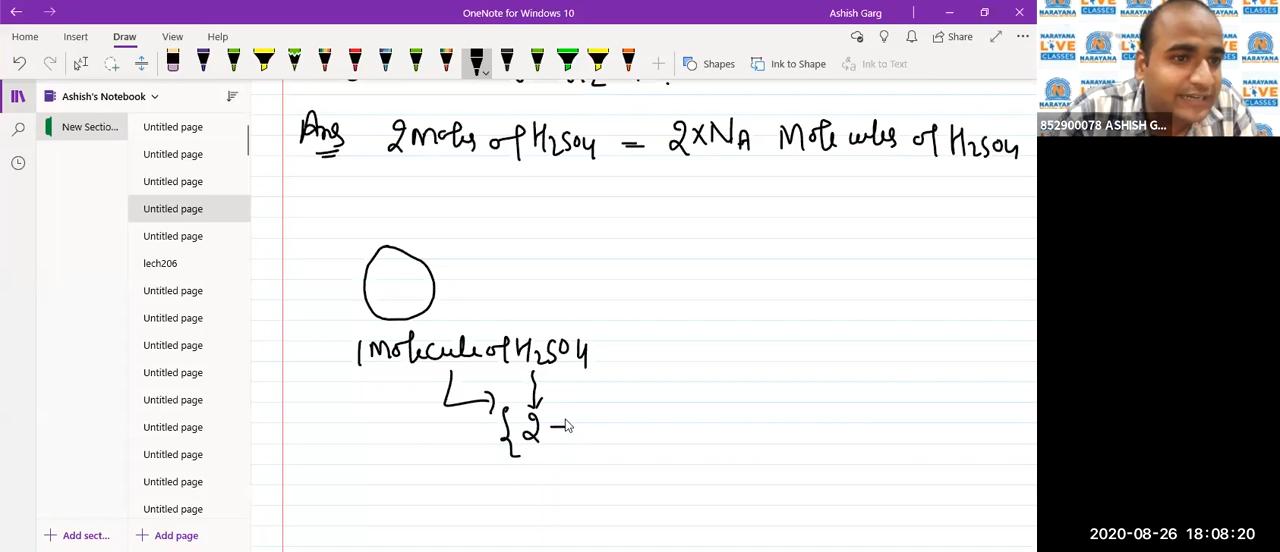 OneNote for Windows 10
Ashish Garg
Home Insert Draw View Help
Share
Shapes Ink to Shape Ink to Text
Ashish's Notebook
New Sectio...
Untitled page
Untitled page
Untitled page
Untitled page
Untitled page
lech206
Untitled page
Untitled page
Untitled page
Untitled page
Untitled page
Untitled page
Untitled page
Untitled page
Untitled page
Add sect...
Add page
Ans 2 Moles of H2SO4 = 2×NA Molecules of H2SO4
1 Molecule of H2SO4
{ 2 -
NARAYANA LIVE CLASSES
852900078 ASHISH G...
2020-08-26 18:08:20